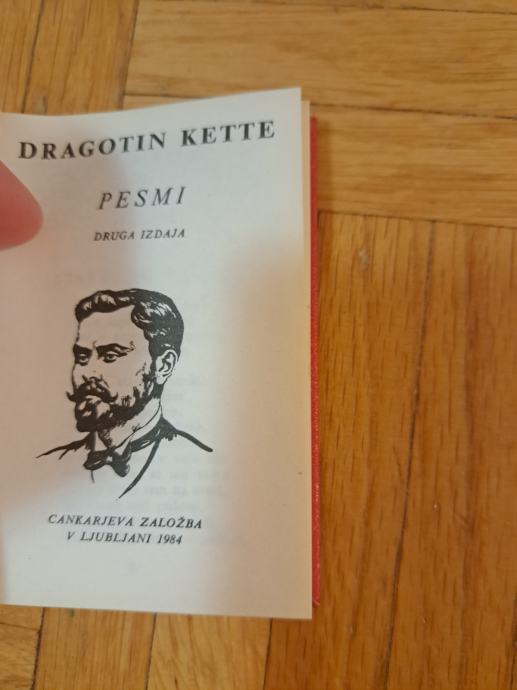 DRAGOTIN KETTE
PESMI
DRUGA IZDAJA
CANKARJEVA ZALOŽBA
V LJUBLJANI 1984